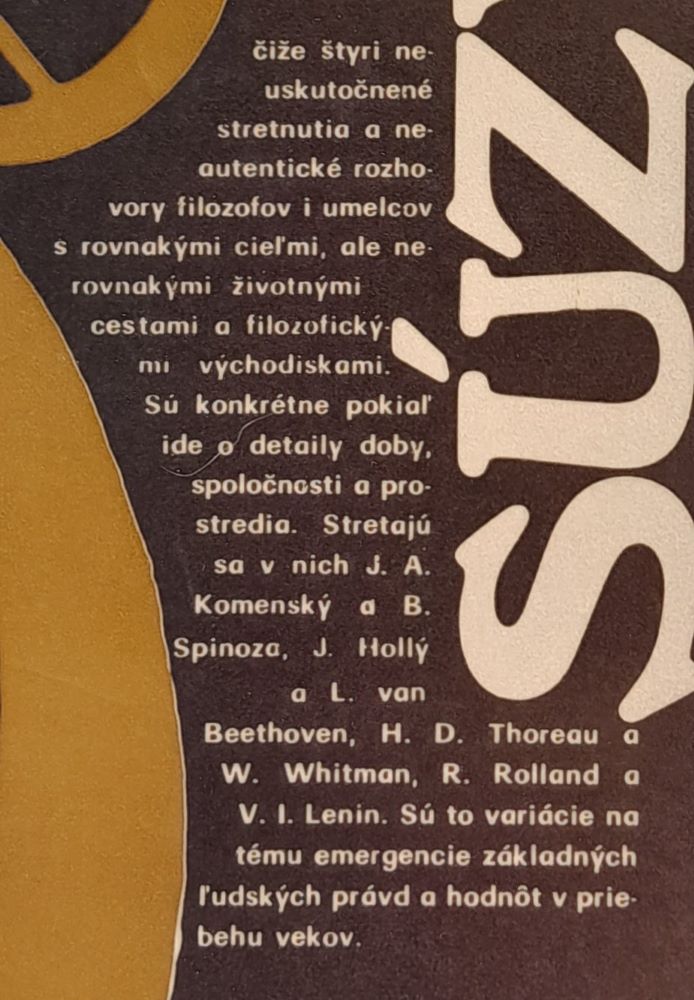 čiže štyri ne-
uskutočnené
stretnutia a ne-
autentické rozho-
vory filozofov i umelcov
s rovnakými cieľmi, ale ne-
rovnakými životnými
cestami a filozofický-
mi východiskami.
Sú konkrétne pokiaľ
ide o detaily doby,
spoločnosti a pro-
stredia. Stretajú
sa v nich J. A.
Komenský a B.
Spinoza, J. Hollý
a L. van
Beethoven, H. D. Thoreau a
W. Whitman, R. Rolland a
V. I. Lenin. Sú to variácie na
tému emergencie základných
ľudských právd a hodnôt v prie-
behu vekov.
SÚZ